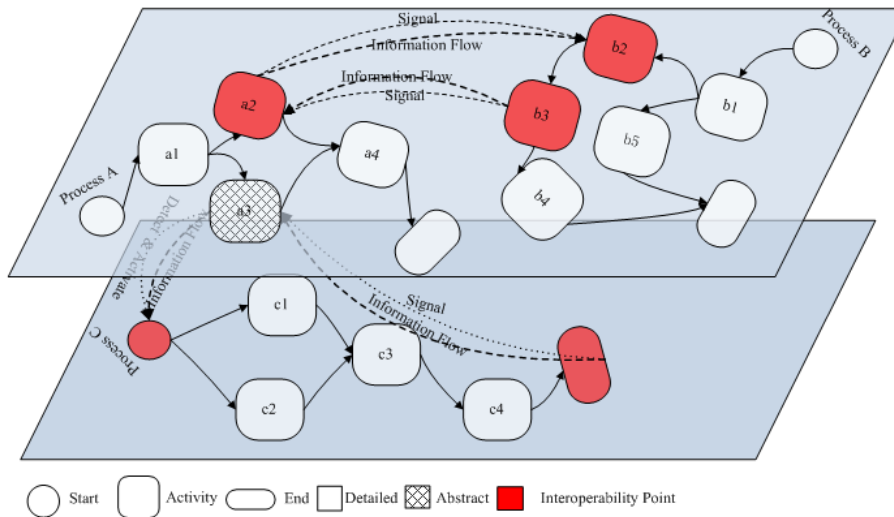 Signal
Information Flow
Process B
b2
Information Flow
Signal
a2
b3
b1
b5
a1
a4
Process A
a3
b4
Detect & Activate
Information Flow
c1
Signal
Information Flow
Process C
c3
c2
c4
Start
Activity
End
Detailed
Abstract
Interoperability Point